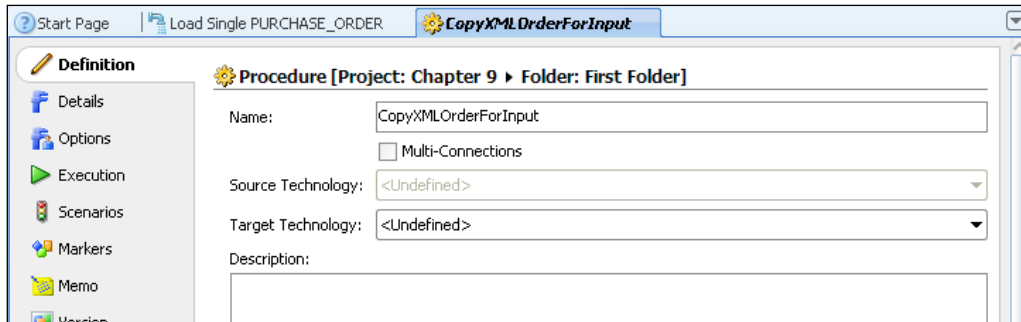 Start Page Load Single PURCHASE_ORDER CopyXMLOrderForInput
Definition
Details
Options
Execution
Scenarios
Markers
Memo
Version
Procedure [Project: Chapter 9 ▸ Folder: First Folder]
Name: CopyXMLOrderForInput
Multi-Connections
Source Technology: <Undefined>
Target Technology: <Undefined>
Description: